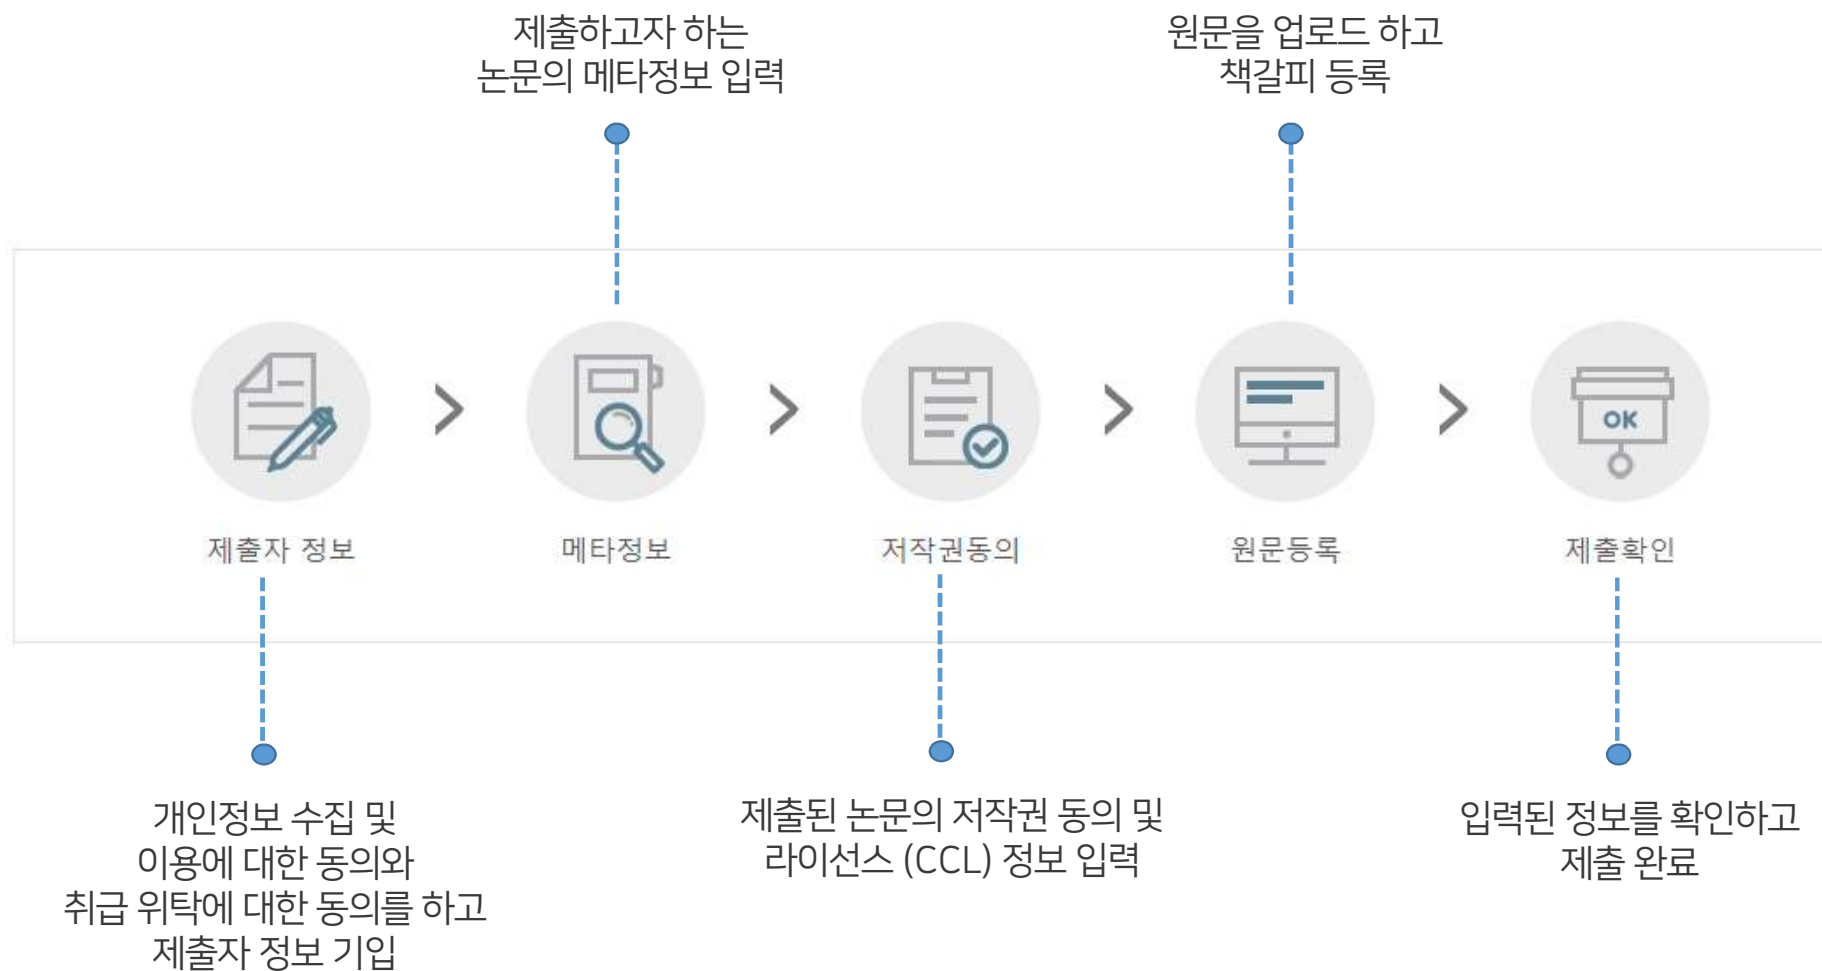 제출하고자 하는
논문의 메타정보 입력
원문을 업로드 하고
책갈피 등록
OK
제출자 정보
메타정보
저작권동의
원문등록
제출확인
개인정보 수집 및
이용에 대한 동의와
취급 위탁에 대한 동의를 하고
제출자 정보 기입
제출된 논문의 저작권 동의 및
라이선스 (CCL) 정보 입력
입력된 정보를 확인하고
제출 완료